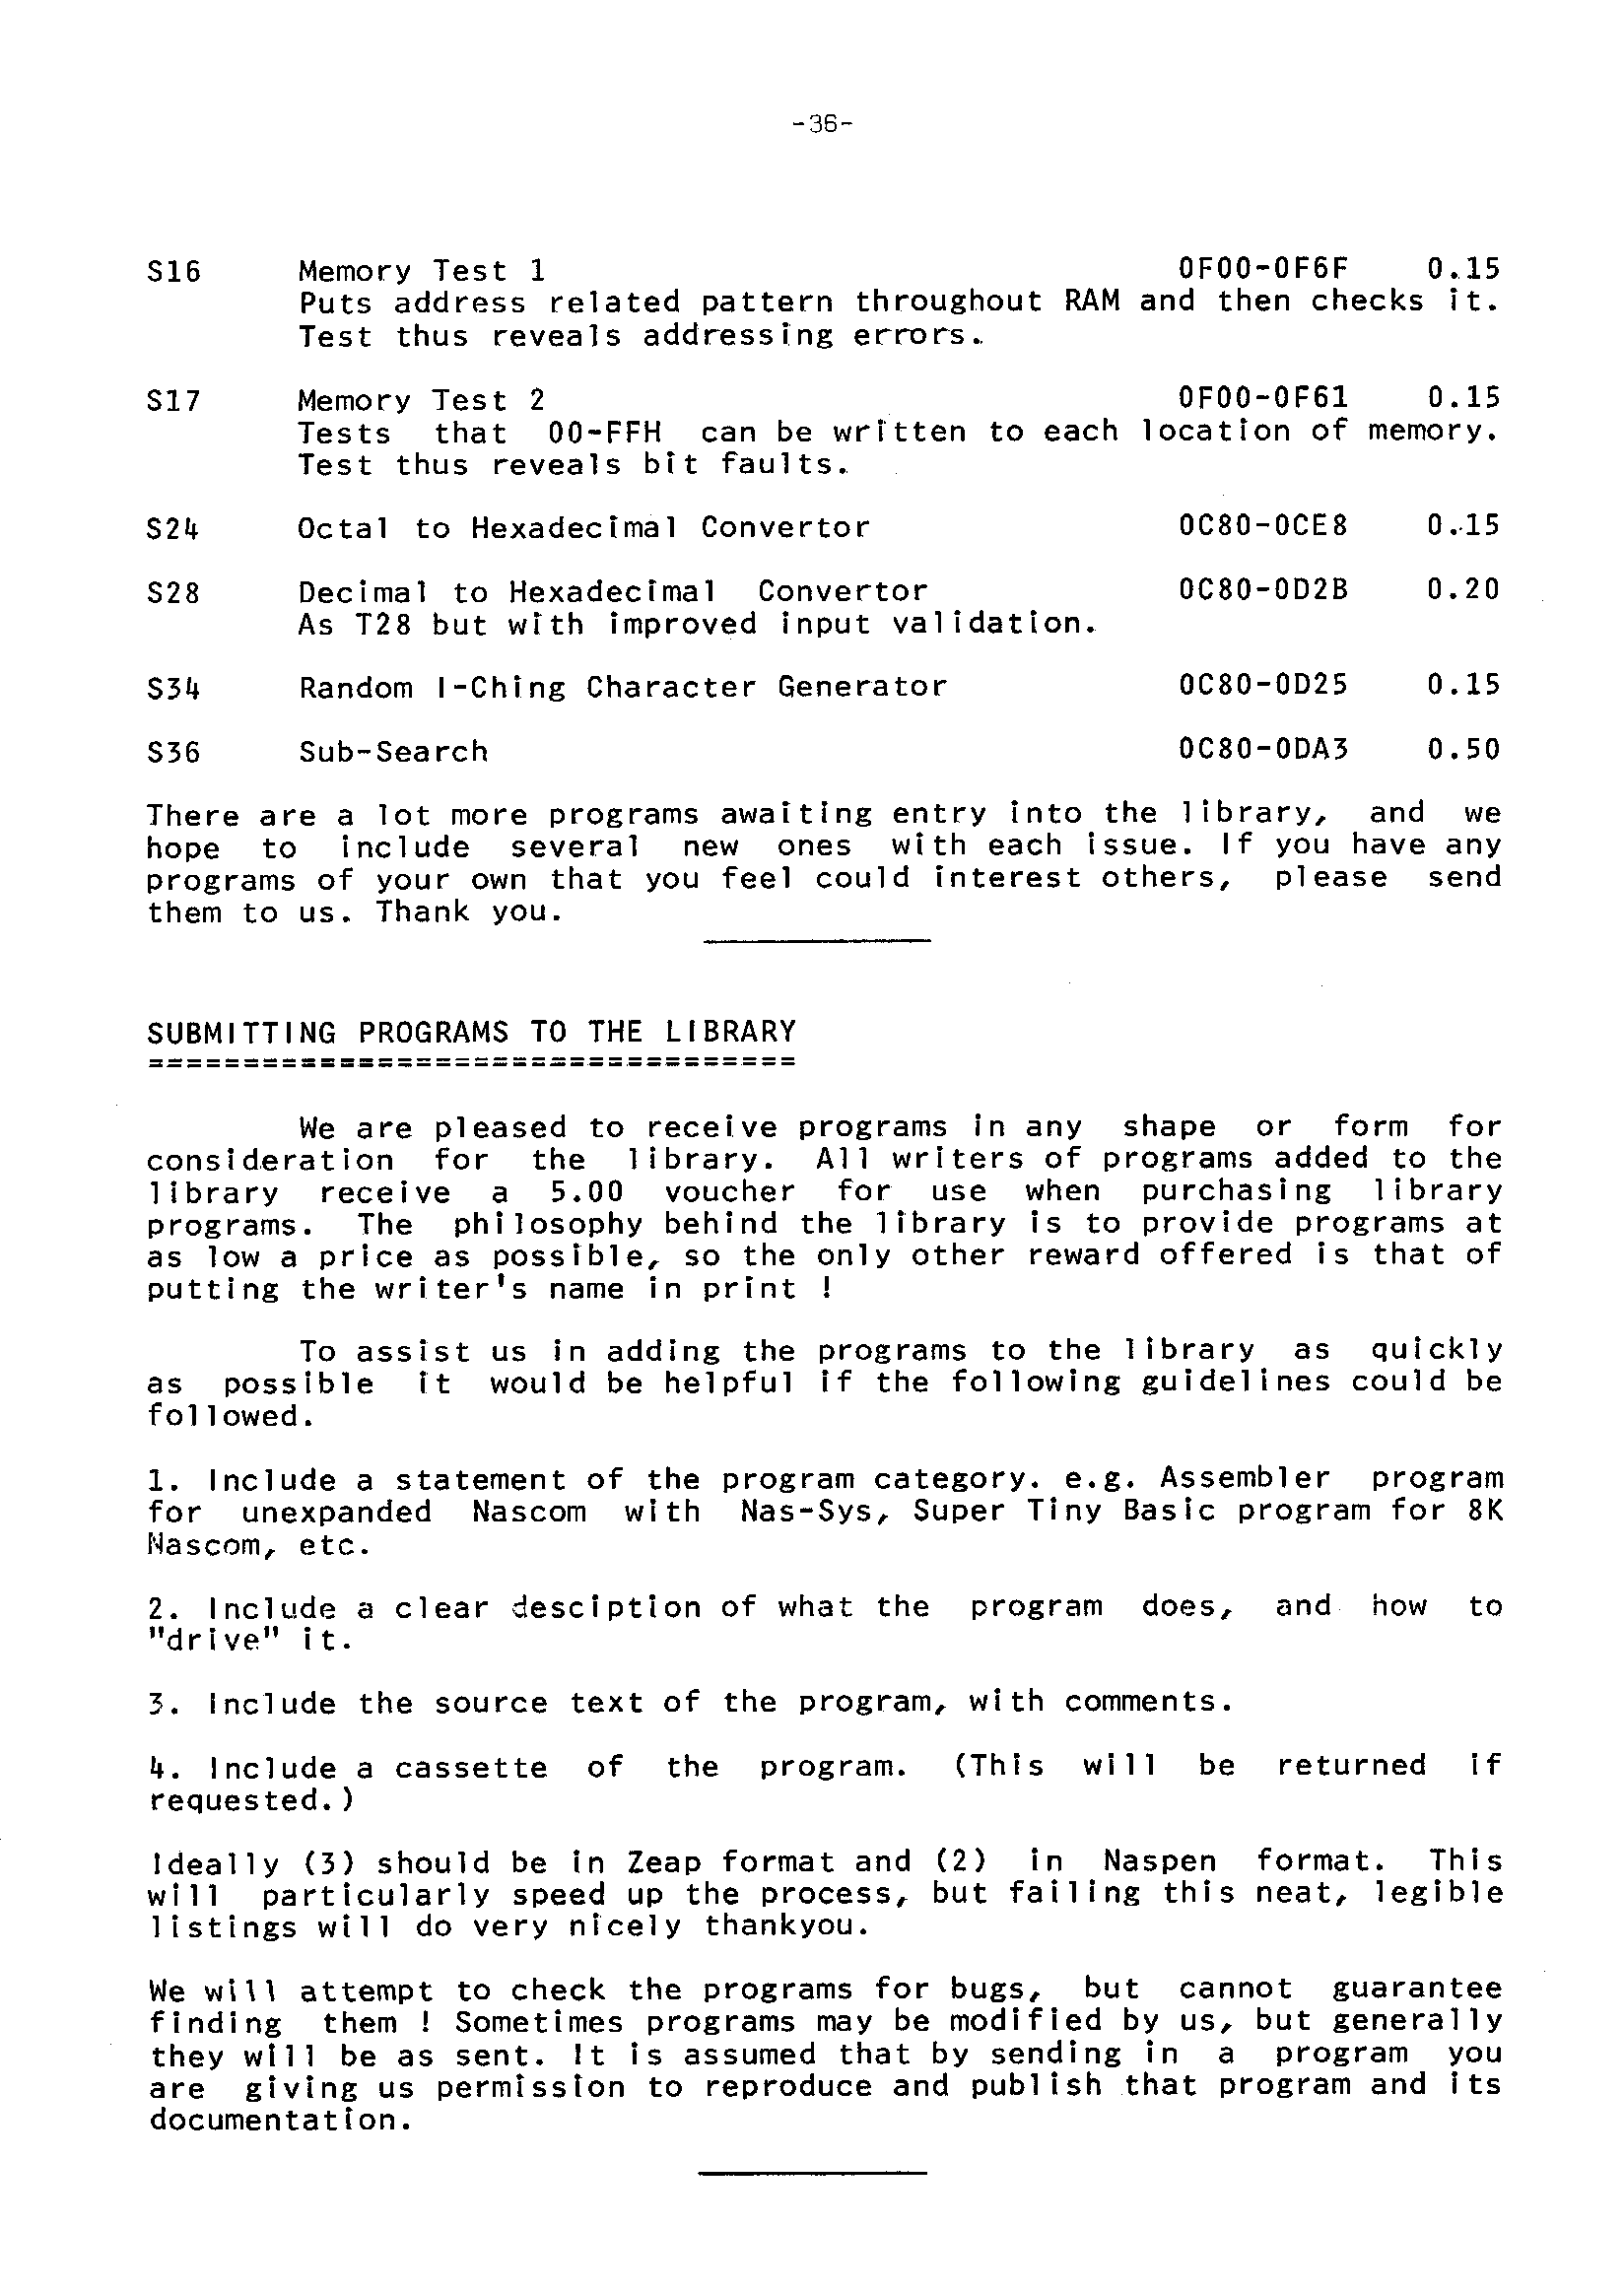 -36-
S16 Memory Test 1 0F00-0F6F 0.15
Puts address related pattern throughout RAM and then checks it.
Test thus reveals addressing errors.
S17 Memory Test 2 0F00-0F61 0.15
Tests that 00-FFH can be written to each location of memory.
Test thus reveals bit faults.
S24 Octal to Hexadecimal Convertor 0C80-0CE8 0.15
S28 Decimal to Hexadecimal Convertor 0C80-0D2B 0.20
As T28 but with improved input validation.
S34 Random I-Ching Character Generator 0C80-0D25 0.15
S36 Sub-Search 0C80-0DA3 0.50
There are a lot more programs awaiting entry into the library, and we
hope to include several new ones with each issue. If you have any
programs of your own that you feel could interest others, please send
them to us. Thank you.
SUBMITTING PROGRAMS TO THE LIBRARY
==================================
We are pleased to receive programs in any shape or form for
consideration for the library. All writers of programs added to the
library receive a 5.00 voucher for use when purchasing library
programs. The philosophy behind the library is to provide programs at
as low a price as possible, so the only other reward offered is that of
putting the writer's name in print !
To assist us in adding the programs to the library as quickly
as possible it would be helpful if the following guidelines could be
followed.
1. Include a statement of the program category. e.g. Assembler program
for unexpanded Nascom with Nas-Sys, Super Tiny Basic program for 8K
Nascom, etc.
2. Include a clear desciption of what the program does, and how to
"drive" it.
3. Include the source text of the program, with comments.
4. Include a cassette of the program. (This will be returned if
requested.)
Ideally (3) should be in Zeap format and (2) in Naspen format. This
will particularly speed up the process, but failing this neat, legible
listings will do very nicely thankyou.
We will attempt to check the programs for bugs, but cannot guarantee
finding them ! Sometimes programs may be modified by us, but generally
they will be as sent. It is assumed that by sending in a program you
are giving us permission to reproduce and publish that program and its
documentation.